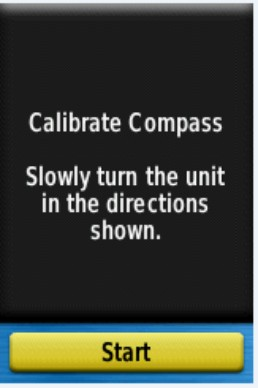 Calibrate Compass
Slowly turn the unit
in the directions
shown.
Start